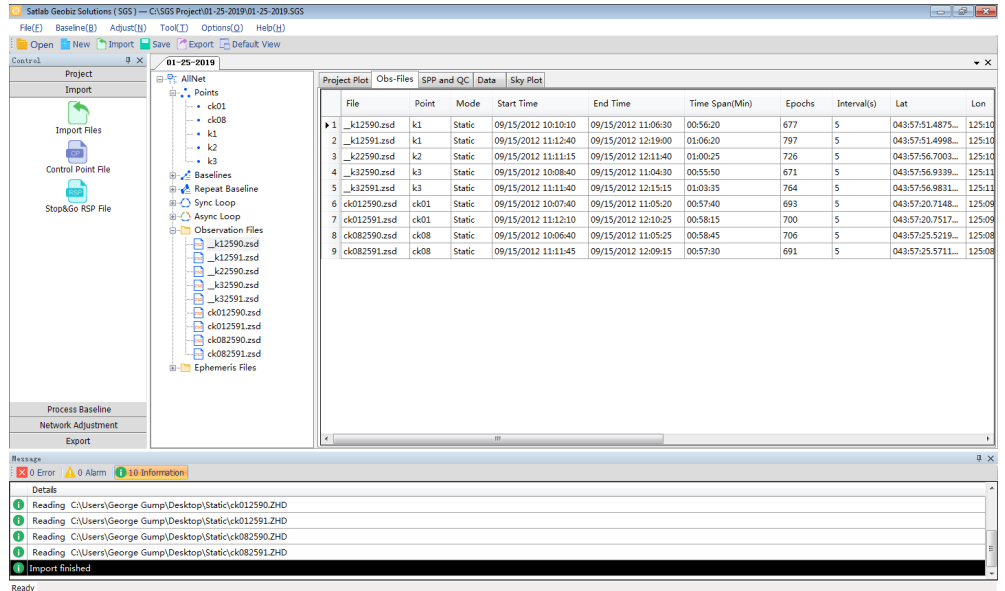 Satlab Geobiz Solutions ( SGS ) — C:\SGS Project\01-25-2019\01-25-2019.SGS
File(F) Baseline(B) Adjust(N) Tool(T) Options(O) Help(H)
Open New Import Save Export Default View
Control
Project
Import
Import Files
Control Point File
Stop&Go RSP File
Process Baseline
Network Adjustment
Export
01-25-2019
AllNet
Points
ck01
ck08
k1
k2
k3
Baselines
Repeat Baseline
Sync Loop
Async Loop
Observation Files
__k12590.zsd
__k12591.zsd
__k22590.zsd
__k32590.zsd
__k32591.zsd
ck012590.zsd
ck012591.zsd
ck082590.zsd
ck082591.zsd
Ephemeris Files
Project Plot Obs-Files SPP and QC Data Sky Plot
File Point Mode Start Time End Time Time Span(Min) Epochs Interval(s) Lat Lon
1 __k12590.zsd k1 Static 09/15/2012 10:10:10 09/15/2012 11:06:30 00:56:20 677 5 043:57:51.4875... 125:10
2 __k12591.zsd k1 Static 09/15/2012 11:12:40 09/15/2012 12:19:00 01:06:20 797 5 043:57:51.4998... 125:10
3 __k22590.zsd k2 Static 09/15/2012 11:11:15 09/15/2012 12:11:40 01:00:25 726 5 043:57:56.7003... 125:10
4 __k32590.zsd k3 Static 09/15/2012 10:08:40 09/15/2012 11:04:30 00:55:50 671 5 043:57:56.9339... 125:11
5 __k32591.zsd k3 Static 09/15/2012 11:11:40 09/15/2012 12:15:15 01:03:35 764 5 043:57:56.9831... 125:11
6 ck012590.zsd ck01 Static 09/15/2012 10:07:40 09/15/2012 11:05:20 00:57:40 693 5 043:57:20.7148... 125:09
7 ck012591.zsd ck01 Static 09/15/2012 11:12:10 09/15/2012 12:10:25 00:58:15 700 5 043:57:20.7517... 125:09
8 ck082590.zsd ck08 Static 09/15/2012 10:06:40 09/15/2012 11:05:25 00:58:45 706 5 043:57:25.5219... 125:08
9 ck082591.zsd ck08 Static 09/15/2012 11:11:45 09/15/2012 12:09:15 00:57:30 691 5 043:57:25.5711... 125:08
Message
0 Error 0 Alarm 10 Information
Details
Reading C:\Users\George Gump\Desktop\Static\ck012590.ZHD
Reading C:\Users\George Gump\Desktop\Static\ck012591.ZHD
Reading C:\Users\George Gump\Desktop\Static\ck082590.ZHD
Reading C:\Users\George Gump\Desktop\Static\ck082591.ZHD
Import finished
Ready